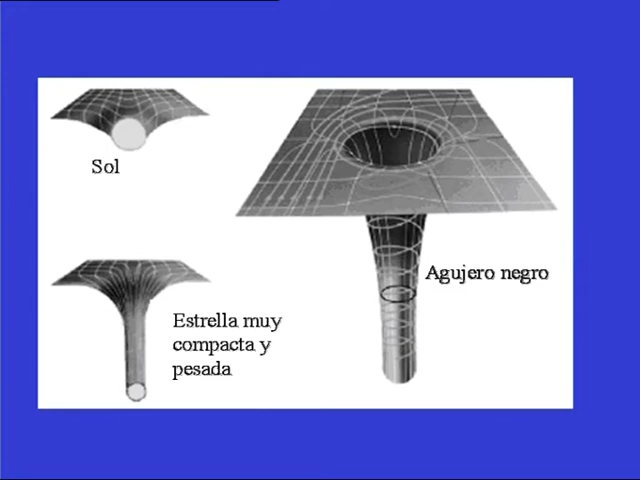 Sol
Agujero negro
Estrella muy
compacta y
pesada